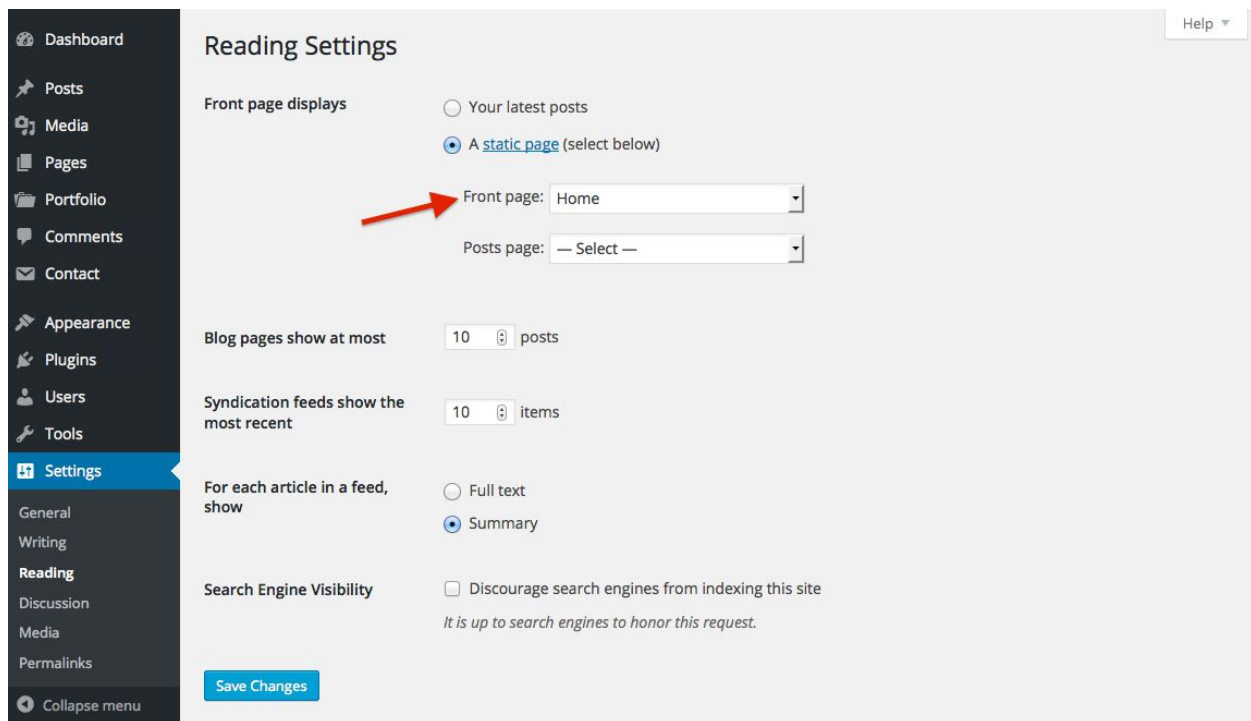 Help
Dashboard
Posts
Media
Pages
Portfolio
Comments
Contact
Appearance
Plugins
Users
Tools
Settings
General
Writing
Reading
Discussion
Media
Permalinks
Collapse menu
Reading Settings
Front page displays
Your latest posts
A static page (select below)
Front page: Home
Posts page: — Select —
Blog pages show at most
10 posts
Syndication feeds show the
most recent
10 items
For each article in a feed,
show
Full text
Summary
Search Engine Visibility
Discourage search engines from indexing this site
It is up to search engines to honor this request.
Save Changes